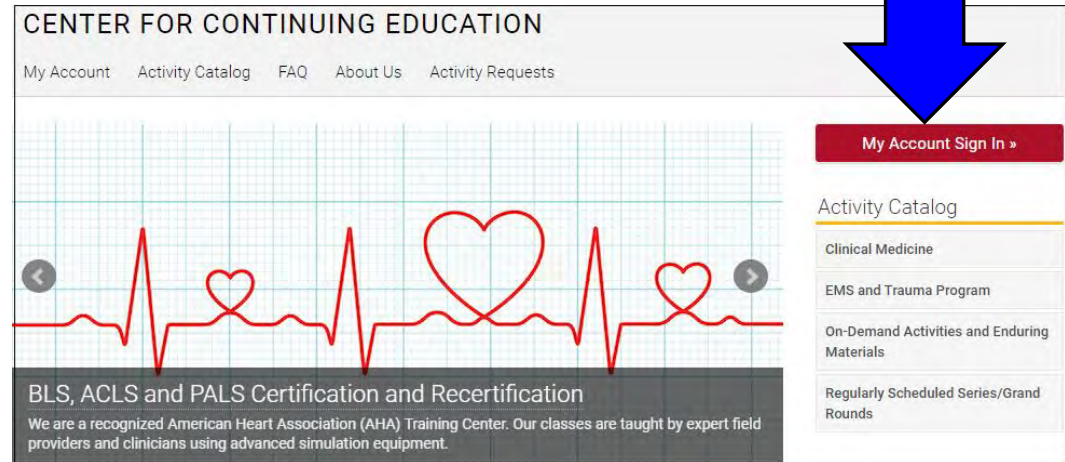 CENTER FOR CONTINUING EDUCATION
My Account Activity Catalog FAQ About Us Activity Requests
My Account Sign In »
Activity Catalog
Clinical Medicine
EMS and Trauma Program
On-Demand Activities and Enduring
Materials
Regularly Scheduled Series/Grand
Rounds
BLS, ACLS and PALS Certification and Recertification
We are a recognized American Heart Association (AHA) Training Center. Our classes are taught by expert field
providers and clinicians using advanced simulation equipment.